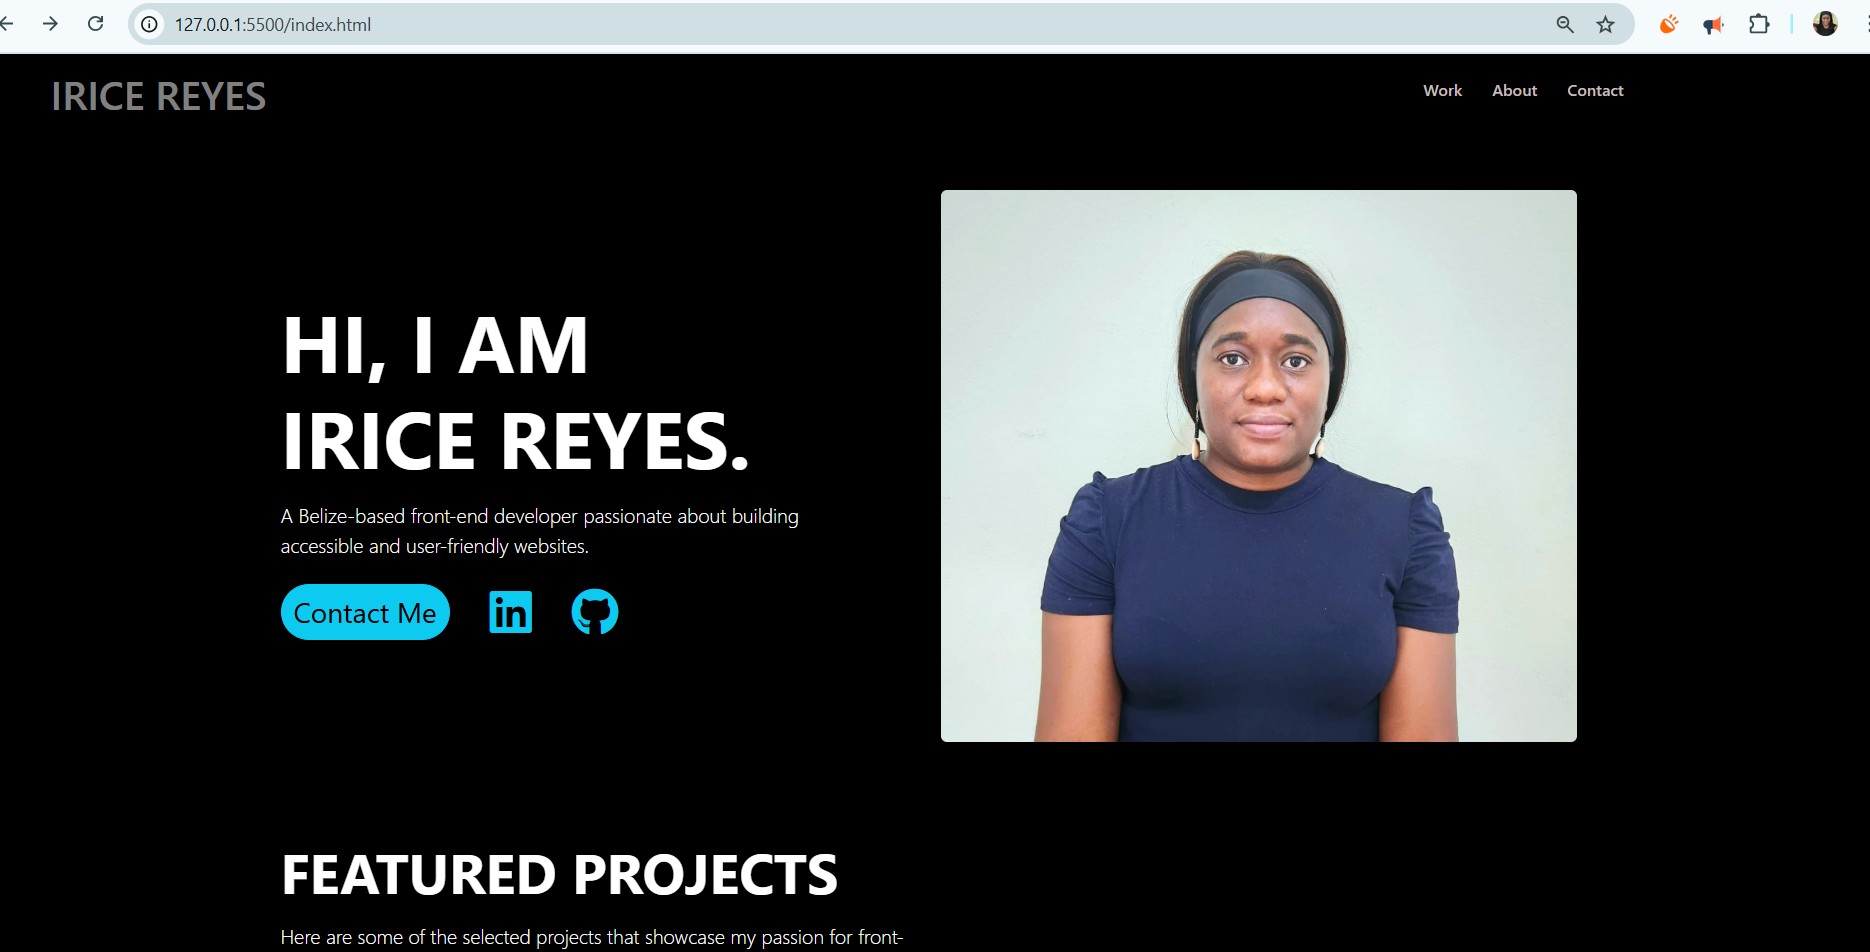 127.0.0.1:5500/index.html
IRICE REYES
Work About Contact
HI, I AM
IRICE REYES.
A Belize-based front-end developer passionate about building
accessible and user-friendly websites.
Contact Me in
FEATURED PROJECTS
Here are some of the selected projects that showcase my passion for front-